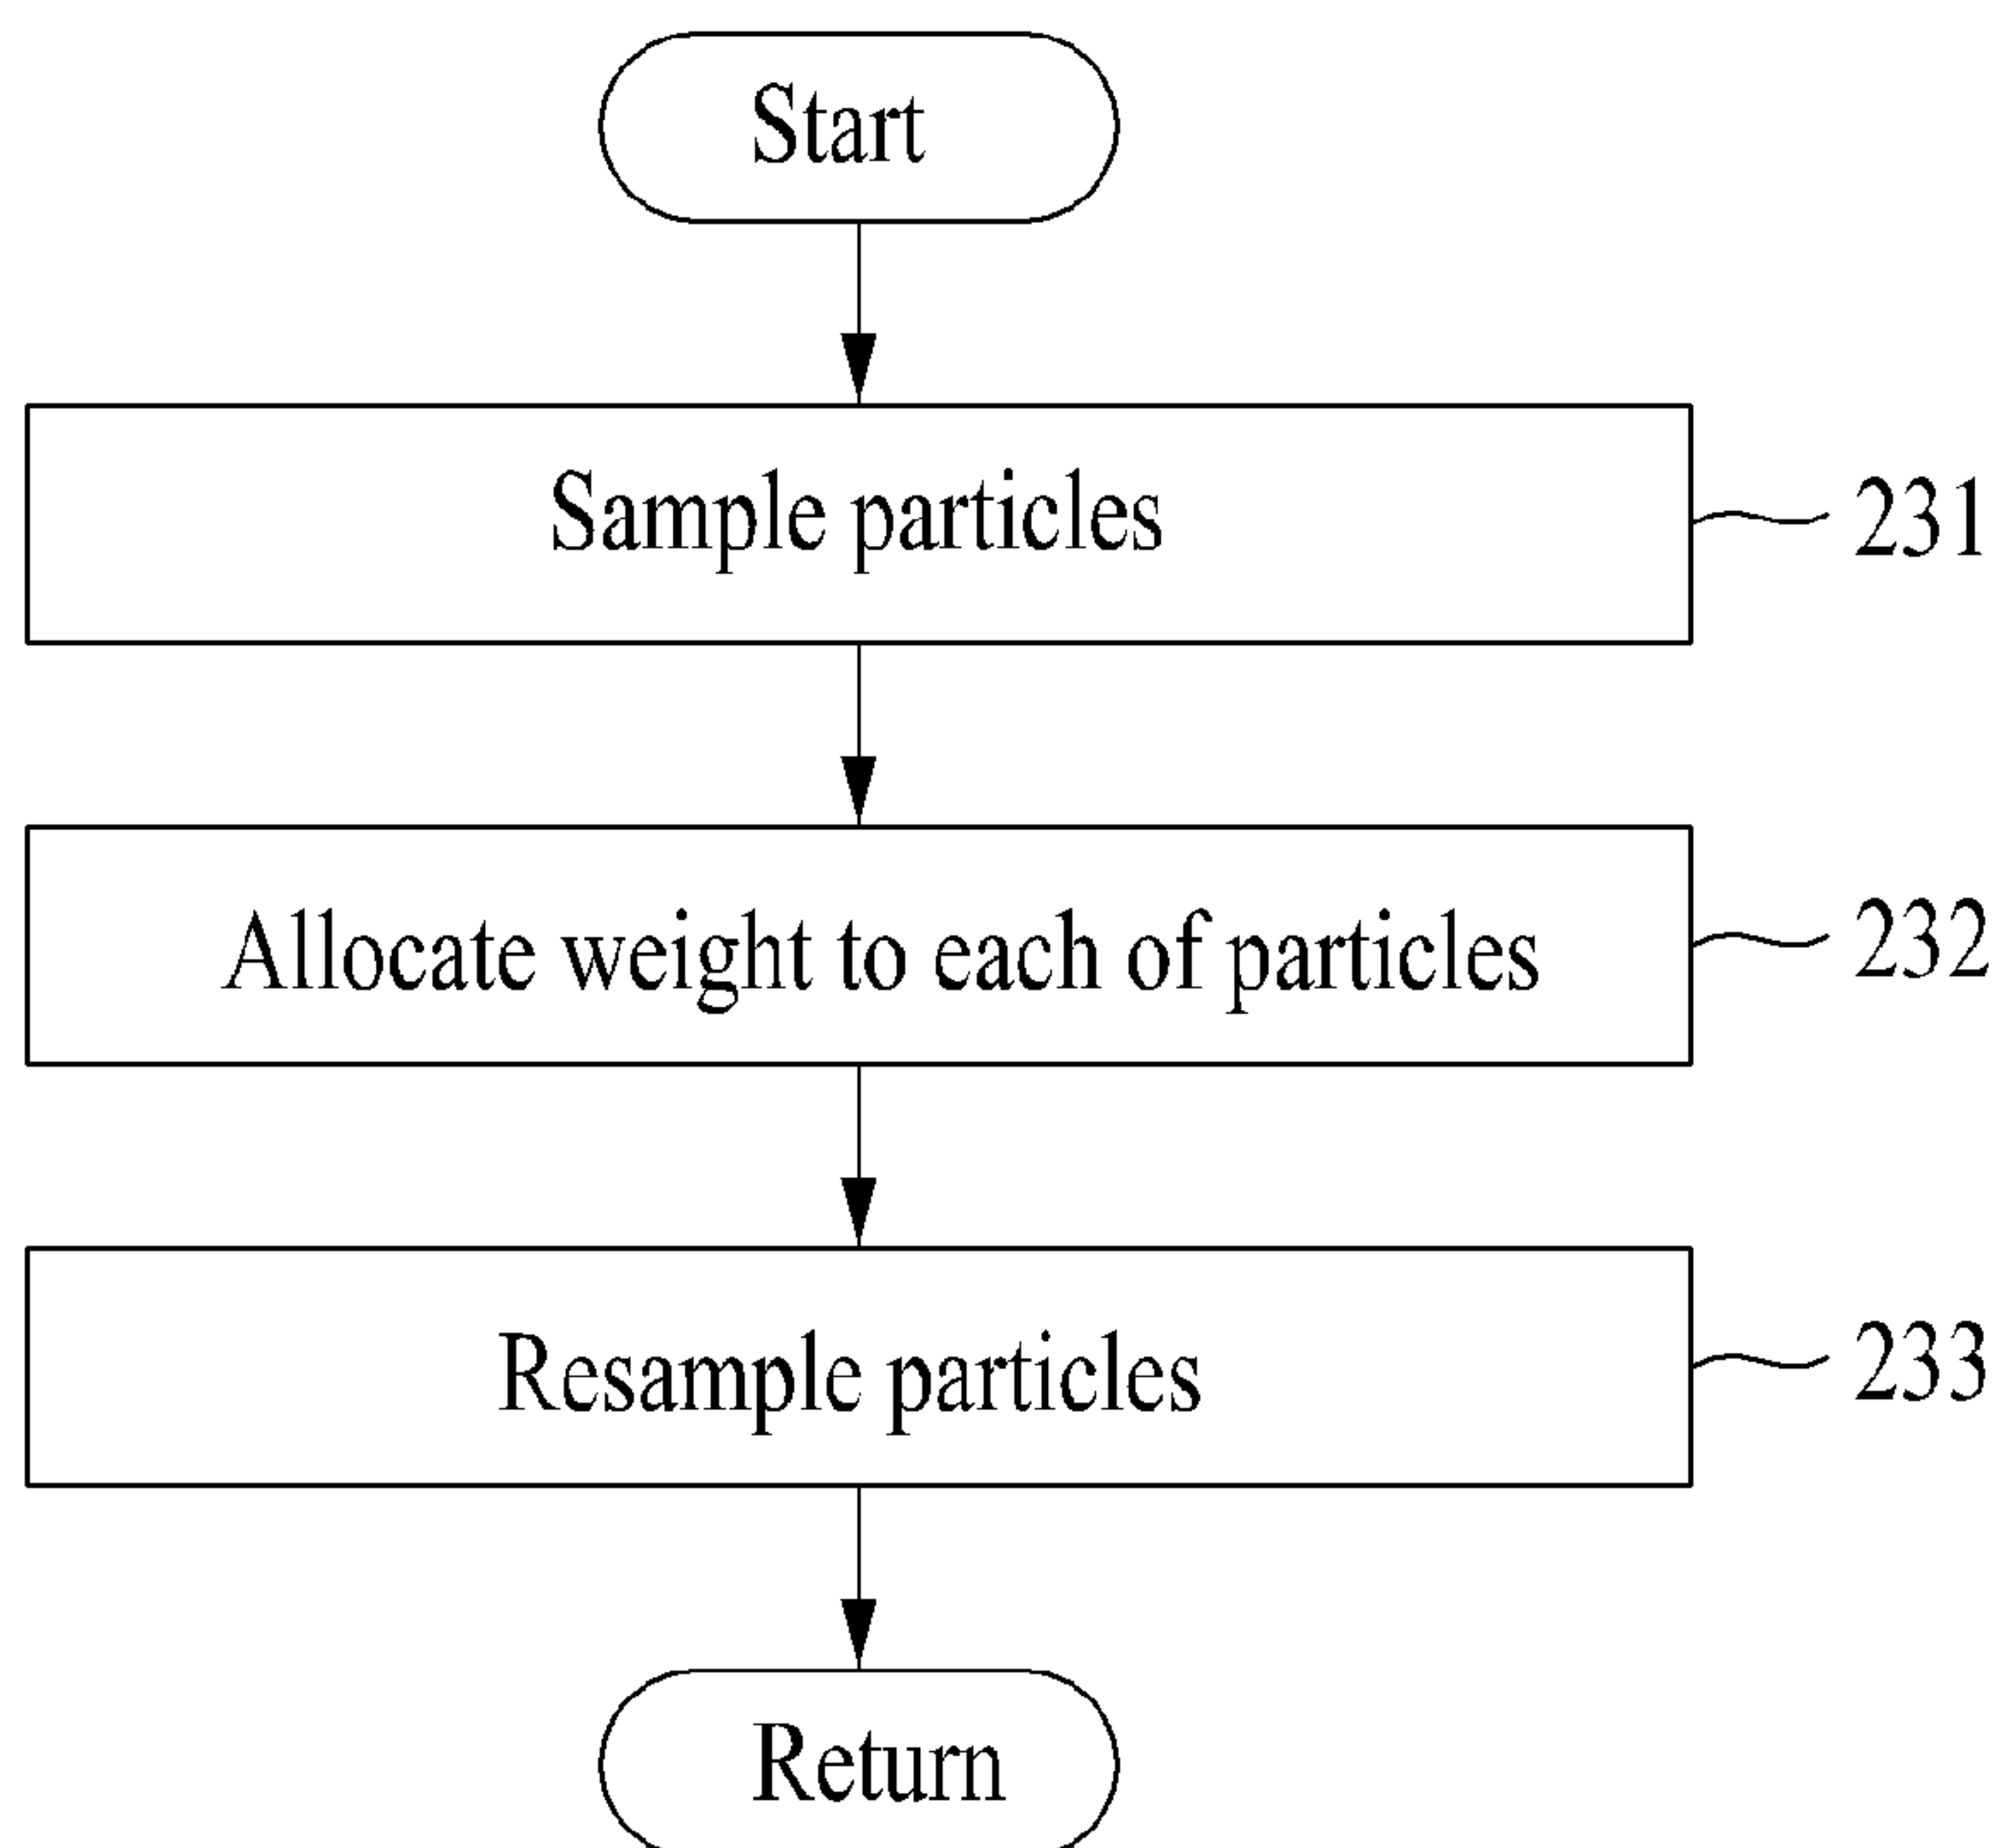 Start
Sample particles
231
Allocate weight to each of particles
232
Resample particles
233
Return